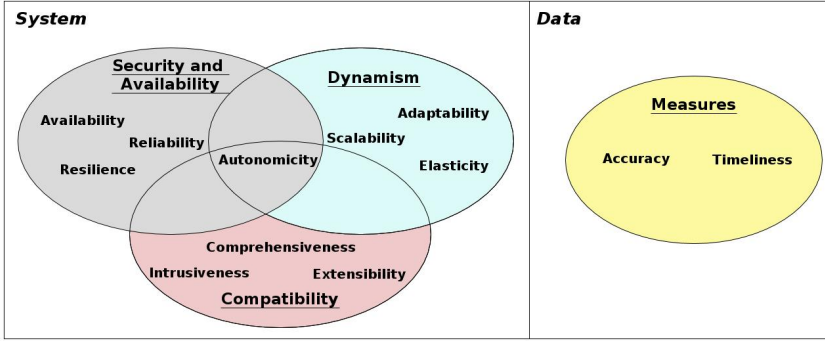 System
Data
Security and
Availability
Dynamism
Measures
Adaptability
Availability
Scalability
Reliability
Autonomicity
Accuracy
Timeliness
Elasticity
Resilience
Comprehensiveness
Intrusiveness
Extensibility
Compatibility